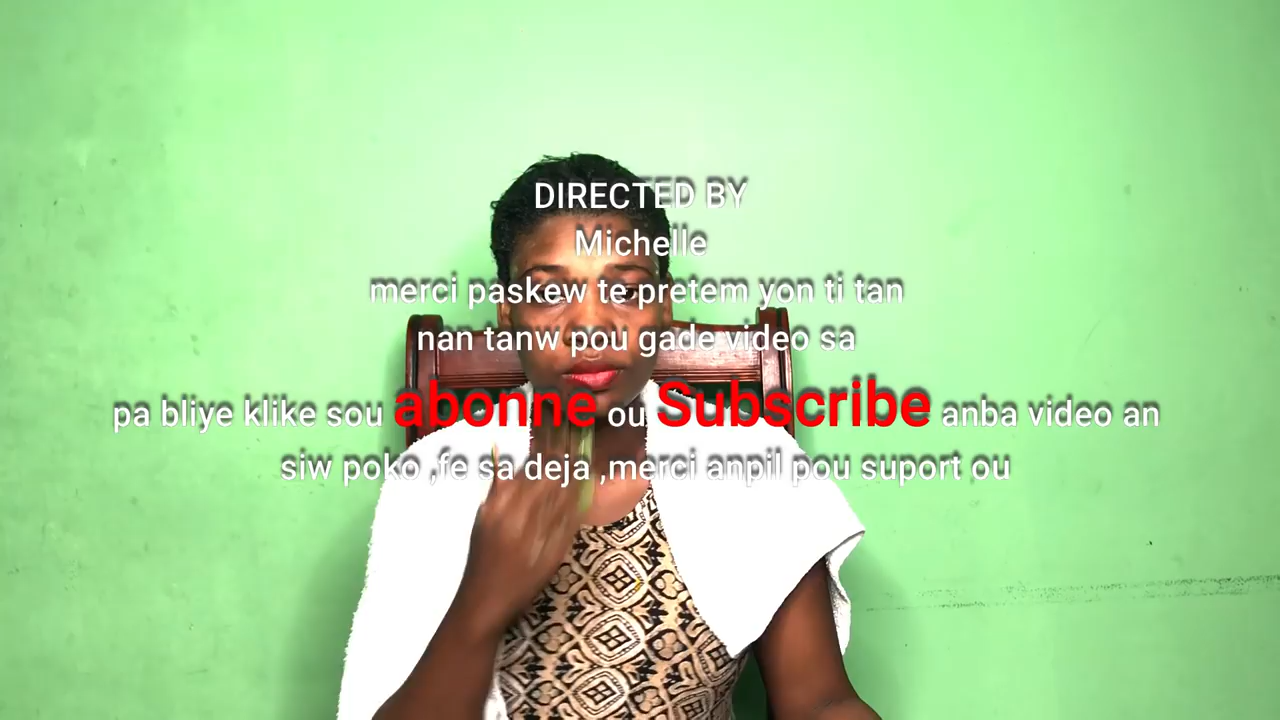 DIRECTED BY
Michelle
merci paskew te pretem yon ti tan
nan tanw pou gade video sa
pa bliye klike sou abonne ou Subscribe anba video an
siw poko ,fe sa deja ,merci anpil pou suport ou